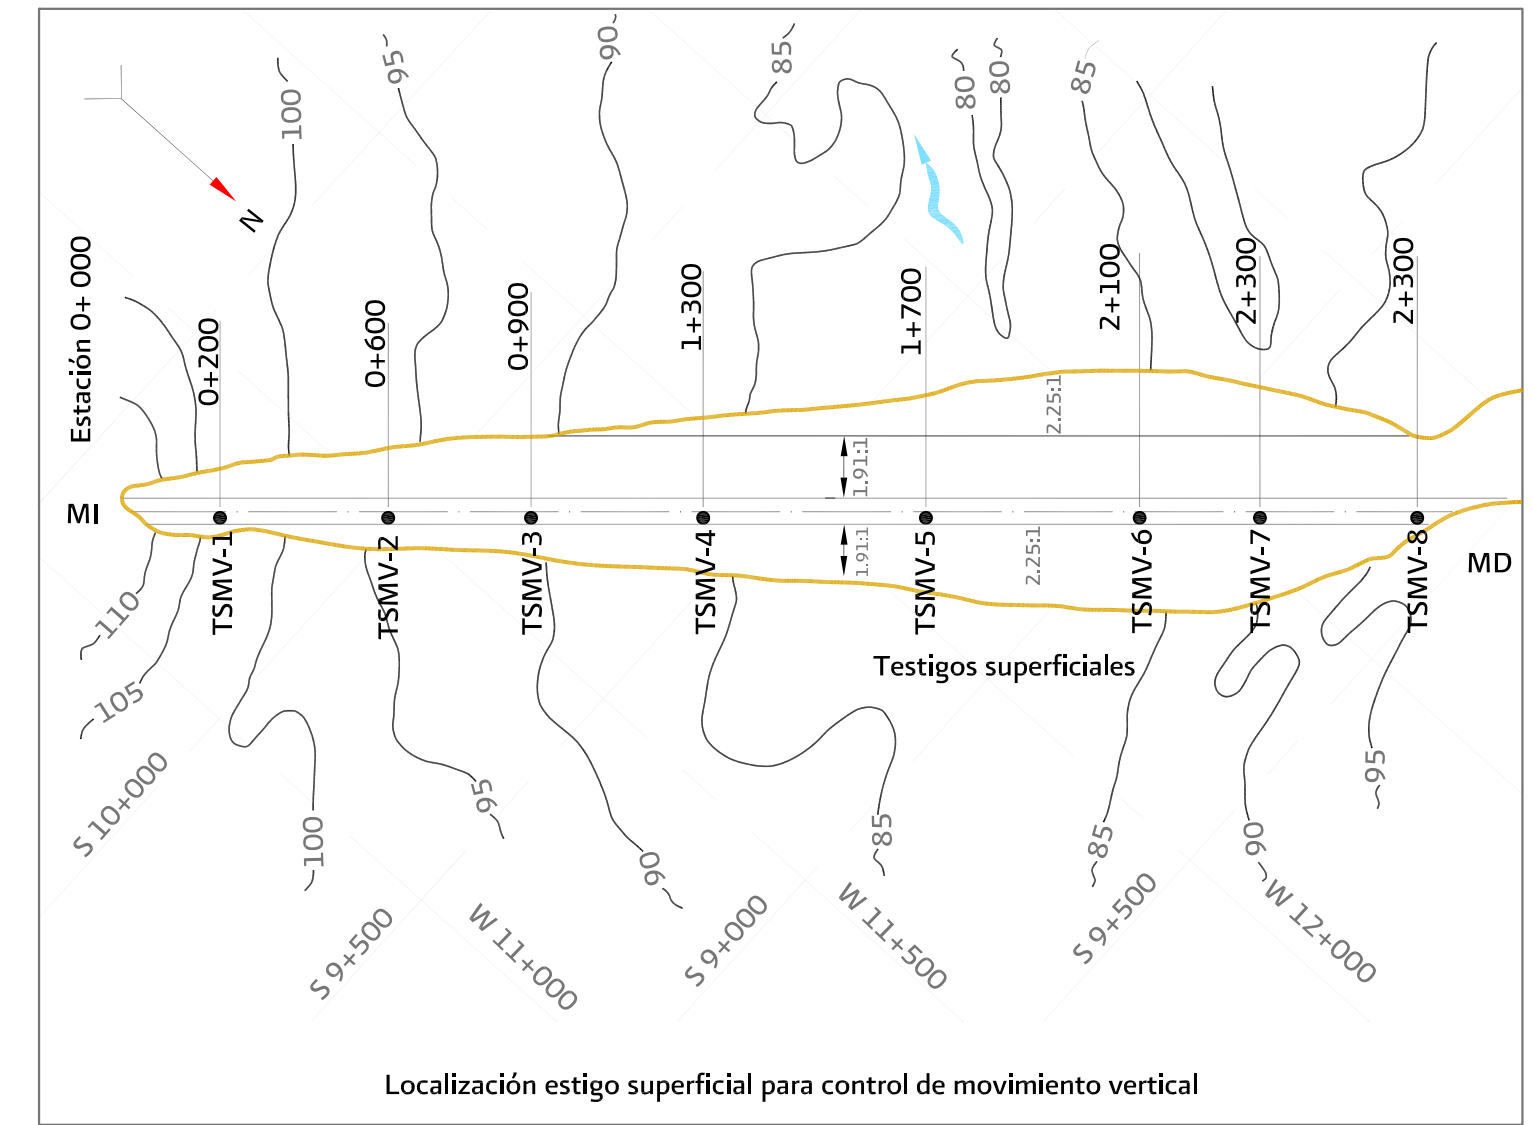 100
95
90
85
80
80
85
N
Estación 0+ 000
0+200
0+600
0+900
1+300
1+700
2+100
2+300
2+300
2.25:1
1.91:1
MI
1.91:1
2.25:1
MD
TSMV-1
TSMV-2
TSMV-3
TSMV-4
TSMV-5
TSMV-6
TSMV-7
TSMV-8
Testigos superficiales
110
105
100
95
90
85
85
90
95
S 10+000
S 9+500
W 11+000
S 9+000
W 11+500
S 9+500
W 12+000
Localización estigo superficial para control de movimiento vertical